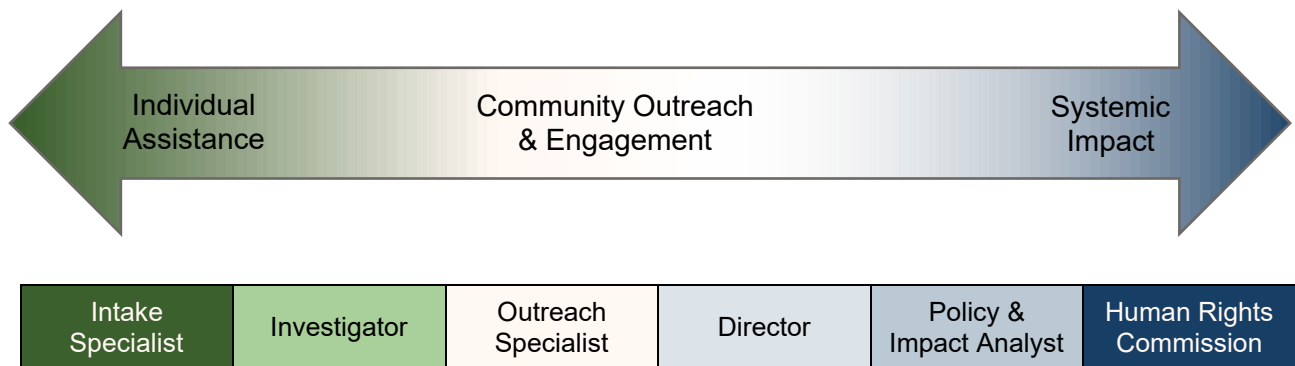 Individual
Assistance
Community Outreach
& Engagement
Systemic
Impact
Intake
Specialist
Investigator
Outreach
Specialist
Director
Policy &
Impact Analyst
Human Rights
Commission